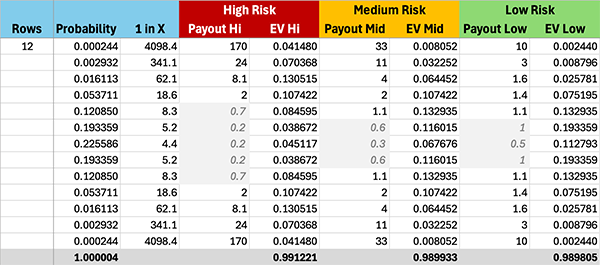 High Risk Medium Risk Low Risk
Rows Probability 1 in X Payout Hi EV Hi Payout Mid EV Mid Payout Low EV Low
12 0.000244 4098.4 170 0.041480 33 0.008052 10 0.002440
0.002932 341.1 24 0.070368 11 0.032252 3 0.008796
0.016113 62.1 8.1 0.130515 4 0.064452 1.6 0.025781
0.053711 18.6 2 0.107422 2 0.107422 1.4 0.075195
0.120850 8.3 0.7 0.084595 1.1 0.132935 1.1 0.132935
0.193359 5.2 0.2 0.038672 0.6 0.116015 1 0.193359
0.225586 4.4 0.2 0.045117 0.3 0.067676 0.5 0.112793
0.193359 5.2 0.2 0.038672 0.6 0.116015 1 0.193359
0.120850 8.3 0.7 0.084595 1.1 0.132935 1.1 0.132935
0.053711 18.6 2 0.107422 2 0.107422 1.4 0.075195
0.016113 62.1 8.1 0.130515 4 0.064452 1.6 0.025781
0.002932 341.1 24 0.070368 11 0.032252 3 0.008796
0.000244 4098.4 170 0.041480 33 0.008052 10 0.002440
1.000004 0.991221 0.989933 0.989805